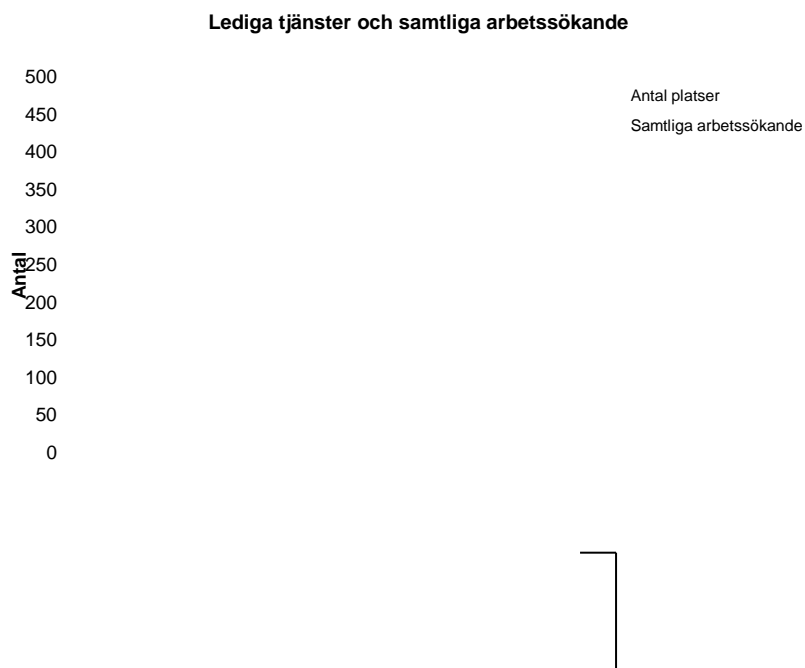 Lediga tjänster och samtliga arbetssökande
500
450
400
350
300
250
200
150
100
50
0
Antal
Antal platser
Samtliga arbetssökande